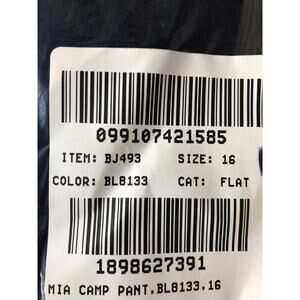 099107421585
ITEM: BJ493 SIZE: 16
COLOR: BL8133 CAT: FLAT
1898627391
MIA CAMP PANT,BL8133,16